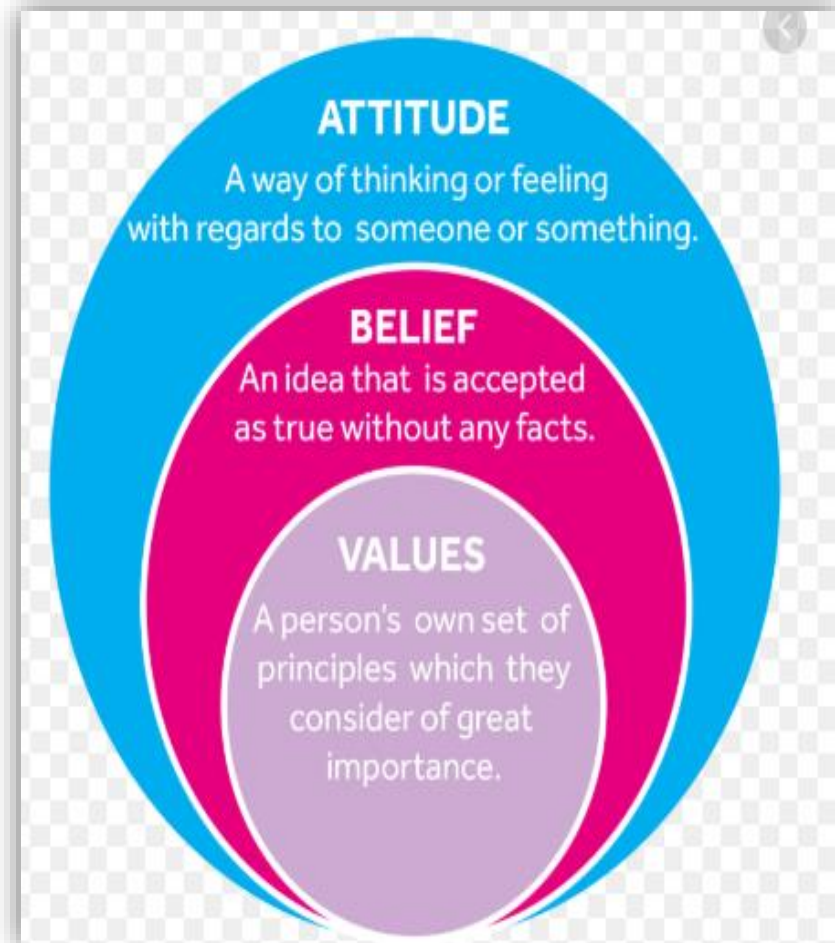 ATTITUDE
A way of thinking or feeling
with regards to someone or something.
BELIEF
An idea that is accepted
as true without any facts.
VALUES
A person's own set of
principles which they
consider of great
importance.